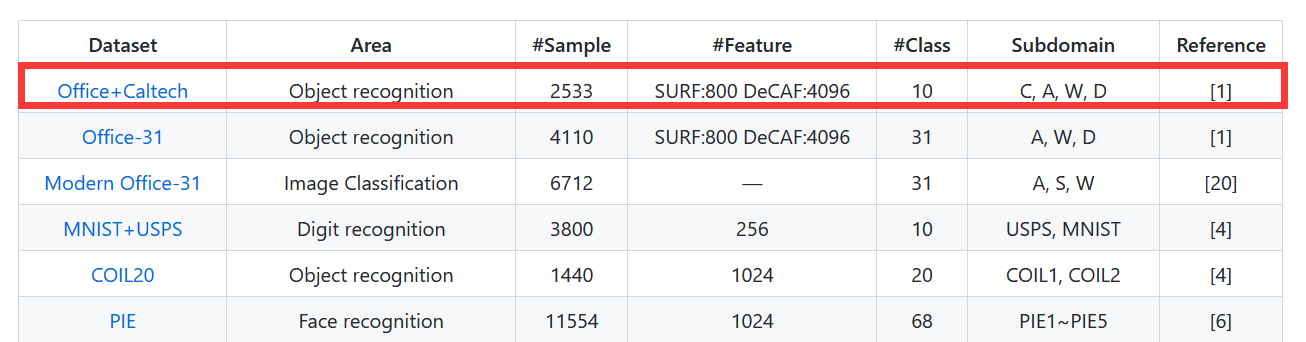 Dataset Area #Sample #Feature #Class Subdomain Reference
Office+Caltech Object recognition 2533 SURF:800 DeCAF:4096 10 C, A, W, D [1]
Office-31 Object recognition 4110 SURF:800 DeCAF:4096 31 A, W, D [1]
Modern Office-31 Image Classification 6712 — 31 A, S, W [20]
MNIST+USPS Digit recognition 3800 256 10 USPS, MNIST [4]
COIL20 Object recognition 1440 1024 20 COIL1, COIL2 [4]
PIE Face recognition 11554 1024 68 PIE1~PIE5 [6]